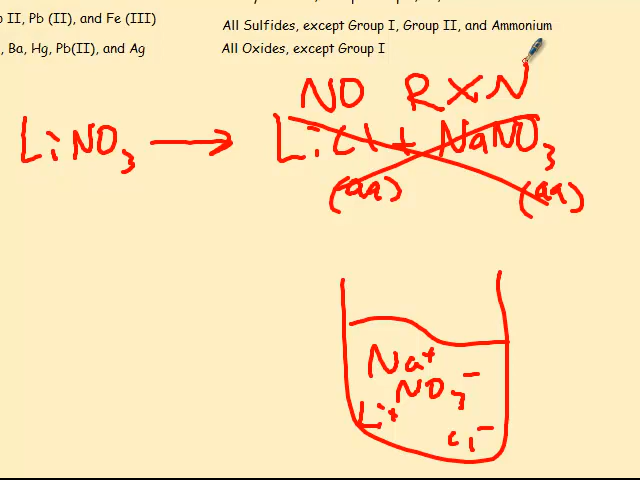 o II, Pb (II), and Fe (III)
All Sulfides, except Group I, Group II, and Ammonium
, Ba, Hg, Pb(II), and Ag
All Oxides, except Group I
NO RXN
LiNO3 → LiCl + NaNO3
(aq) (aq)
Na+
NO3-
Li+
Cl-